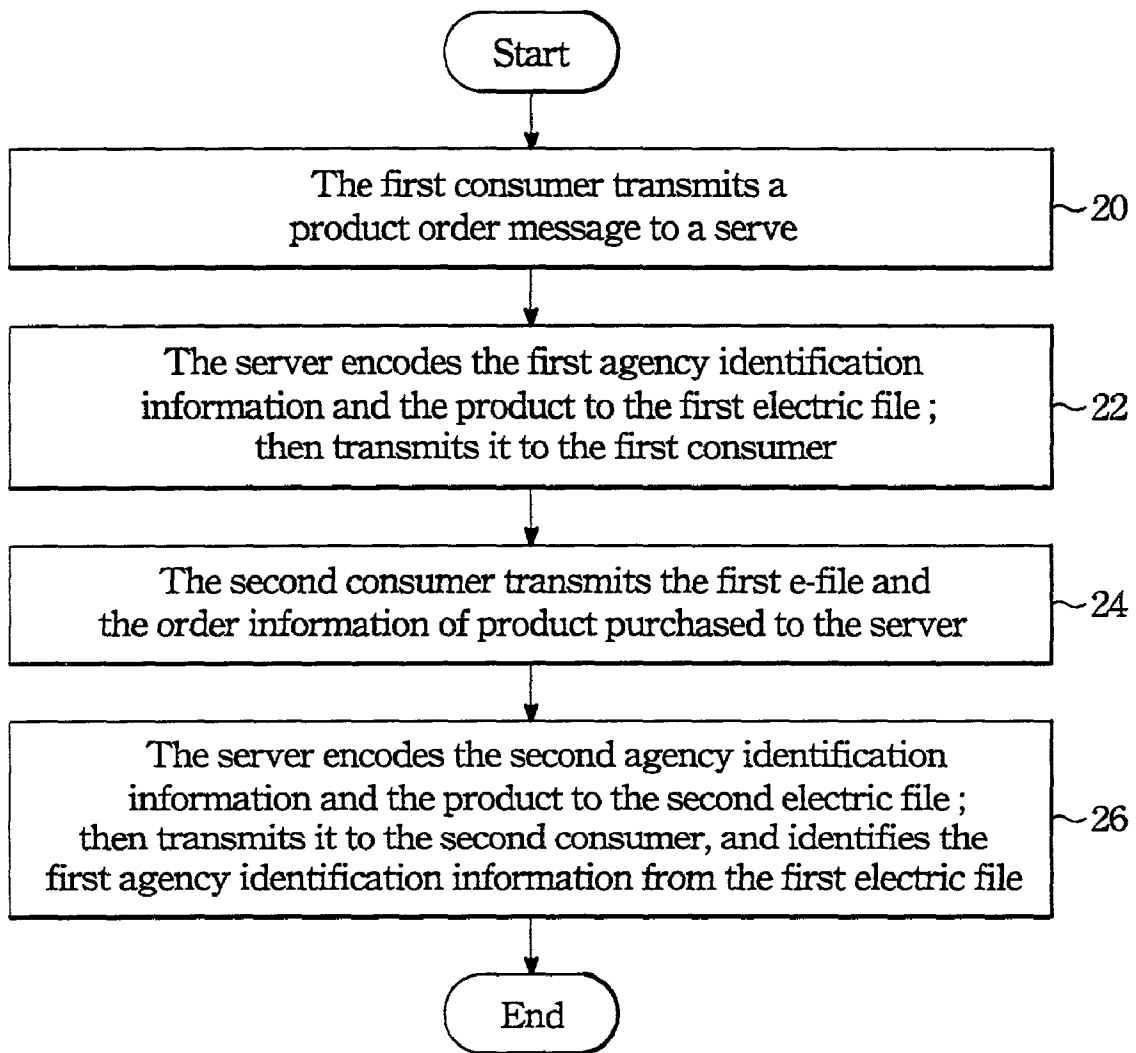 Start
The first consumer transmits a
product order message to a serve
20
The server encodes the first agency identification
information and the product to the first electric file ;
then transmits it to the first consumer
22
The second consumer transmits the first e-file and
the order information of product purchased to the server
24
The server encodes the second agency identification
information and the product to the second electric file ;
then transmits it to the second consumer, and identifies the
first agency identification information from the first electric file
26
End